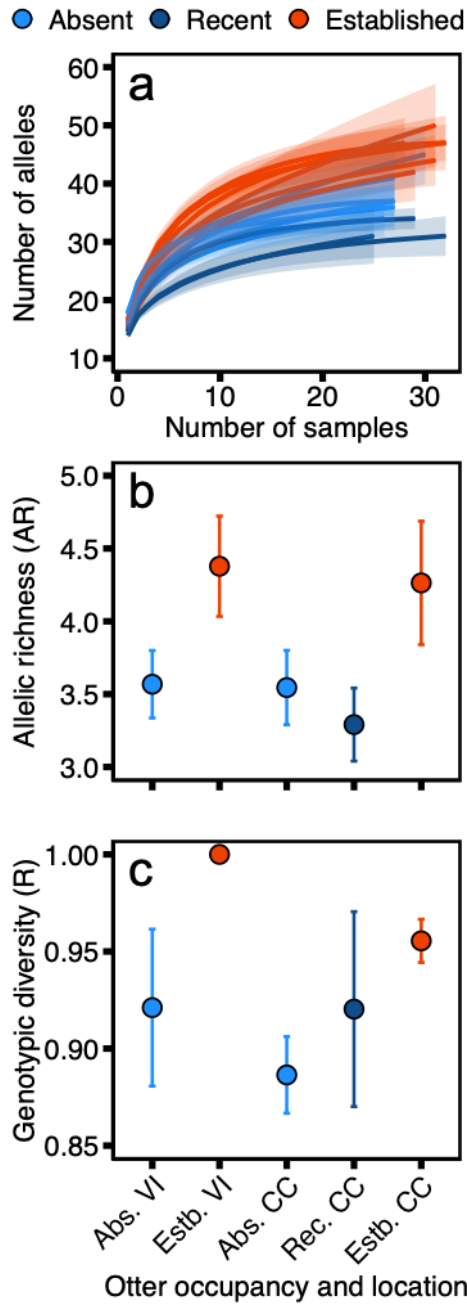 Absent Recent Established
a
60
50
40
30
20
10
Number of alleles
0 10 20 30
Number of samples
b
5.0
4.5
4.0
3.5
3.0
Allelic richness (AR)
c
1.00
0.95
0.90
0.85
Genotypic diversity (R)
Abs. VI Estb. VI Abs. CC Rec. CC Estb. CC
Otter occupancy and location